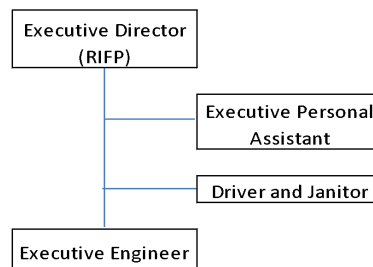 Executive Director
(RIFP)
Executive Personal
Assistant
Driver and Janitor
Executive Engineer